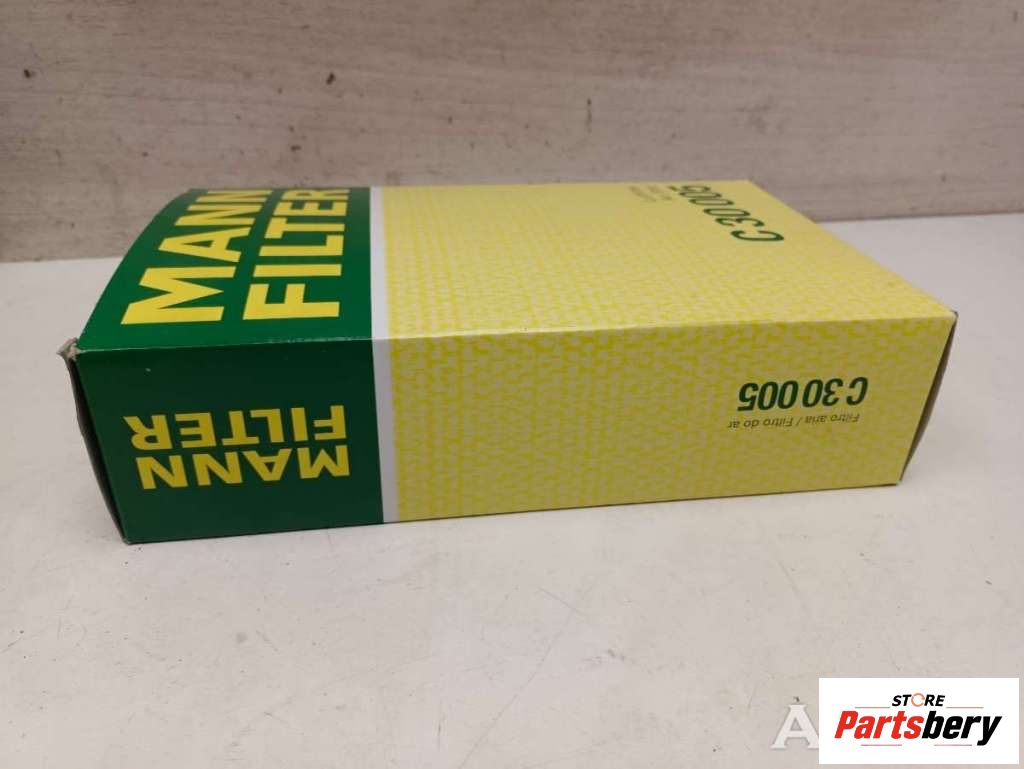 MANN
FILTER
C 30 005
MANN
FILTER
C 30 005
Filtro aria / Filtro do ar
STORE
Partsbery